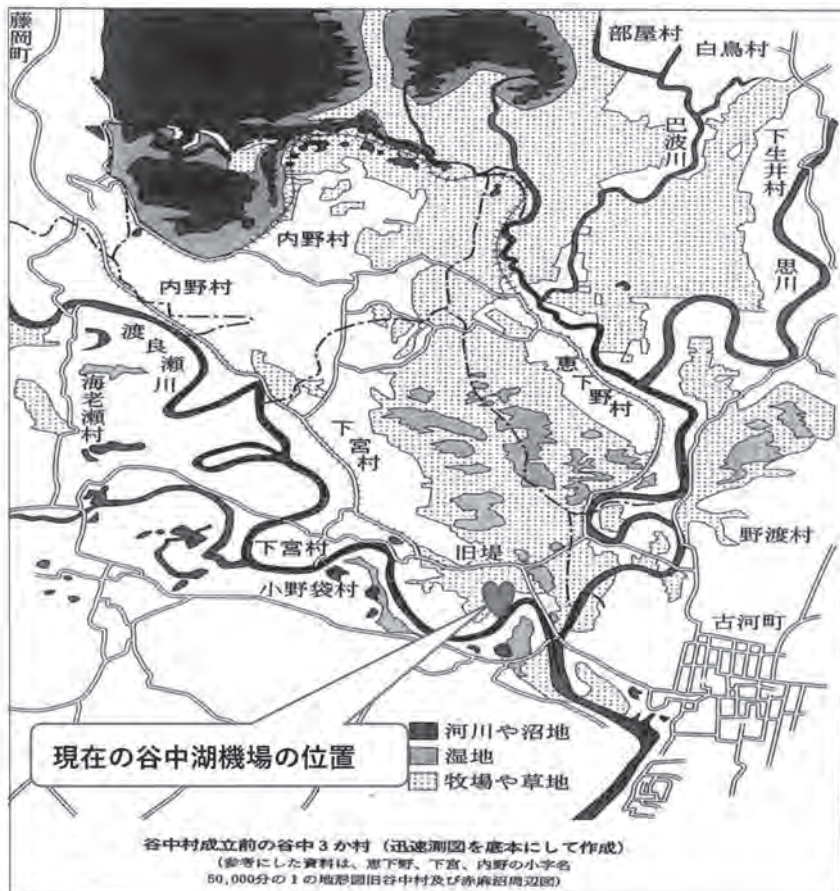 藤岡町
部屋村
白鳥村
巴波川
下生井村
思川
内野村
内野村
渡良瀬川
海老瀬村
恵下野村
下宮村
下宮村
旧堤
野渡村
小野袋村
古河町
現在の谷中湖機場の位置
河川や沼地
湿地
牧場や草地
谷中村成立前の谷中3か村（迅速測図を底本にして作成）
（参考にした資料は、恵下野、下宮、内野の小字名
50,000分の1の地形図旧谷中村及び赤麻沼周辺図）